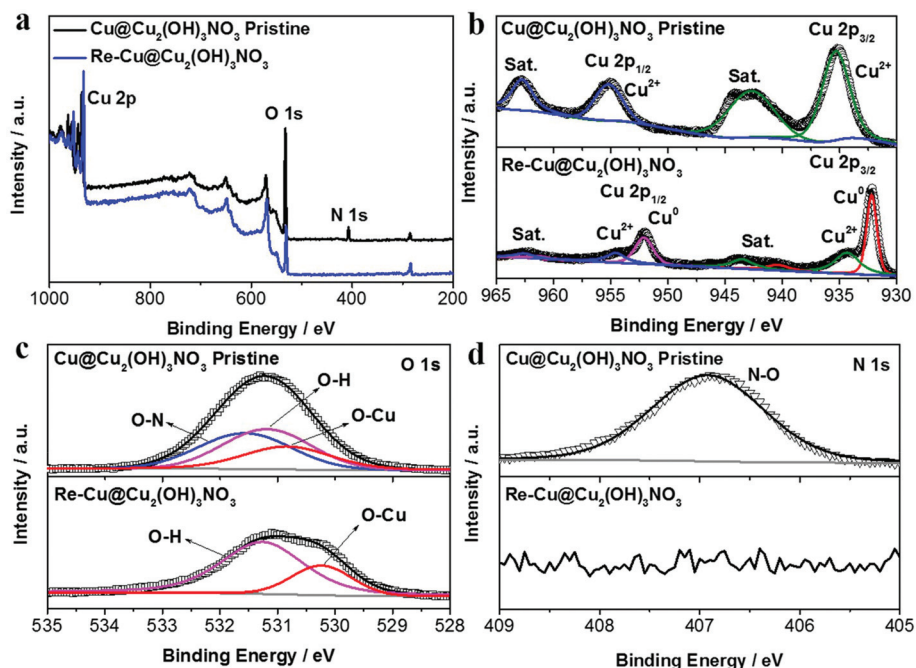 a
Cu@Cu₂(OH)₃NO₃ Pristine
Re-Cu@Cu₂(OH)₃NO₃
Cu 2p
O 1s
N 1s
Intensity / a.u.
1000 800 600 400 200
Binding Energy / eV
b
Cu@Cu₂(OH)₃NO₃ Pristine
Cu 2p₃/₂
Cu 2p₁/₂
Sat.
Sat.
Cu²⁺
Cu²⁺
Re-Cu@Cu₂(OH)₃NO₃
Cu 2p₃/₂
Cu 2p₁/₂
Cu⁰
Cu⁰
Sat.
Cu²⁺
Sat.
Cu²⁺
Intensity / a.u.
965 960 955 950 945 940 935 930
Binding Energy / eV
c
Cu@Cu₂(OH)₃NO₃ Pristine
O 1s
O-H
O-N
O-Cu
Re-Cu@Cu₂(OH)₃NO₃
O-H
O-Cu
Intensity / a.u.
535 534 533 532 531 530 529 528
Binding Energy / eV
d
Cu@Cu₂(OH)₃NO₃ Pristine
N 1s
N-O
Re-Cu@Cu₂(OH)₃NO₃
Intensity / a.u.
409 408 407 406 405
Binding Energy / eV